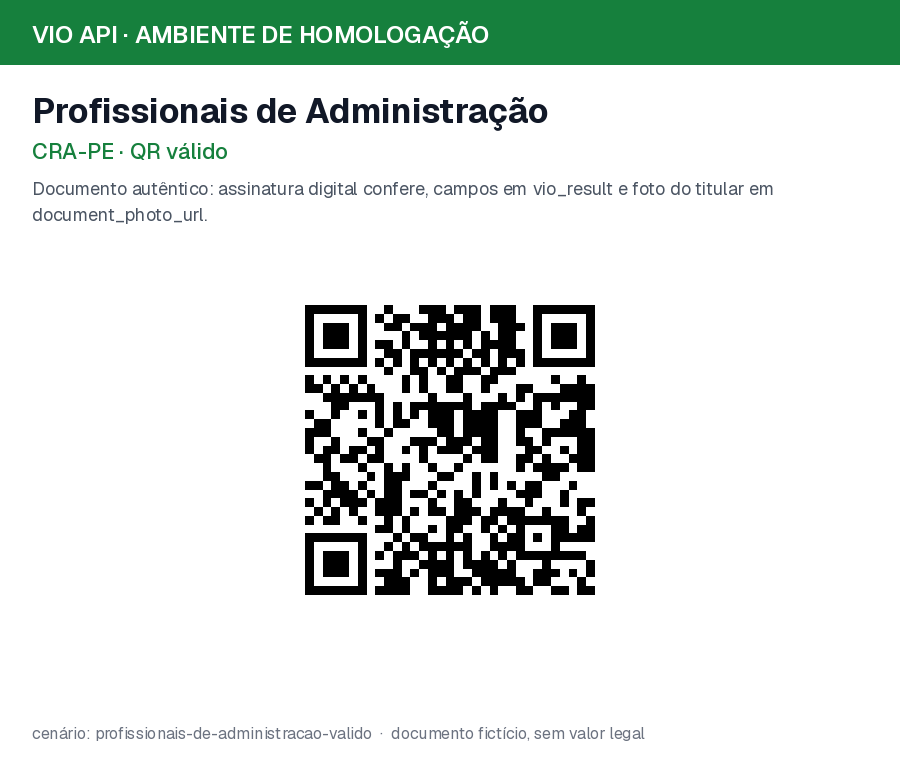 VIO API · AMBIENTE DE HOMOLOGAÇÃO
Profissionais de Administração
CRA-PE · QR válido
Documento autêntico: assinatura digital confere, campos em vio_result e foto do titular em
document_photo_url.
cenário: profissionais-de-administracao-valido · documento fictício, sem valor legal